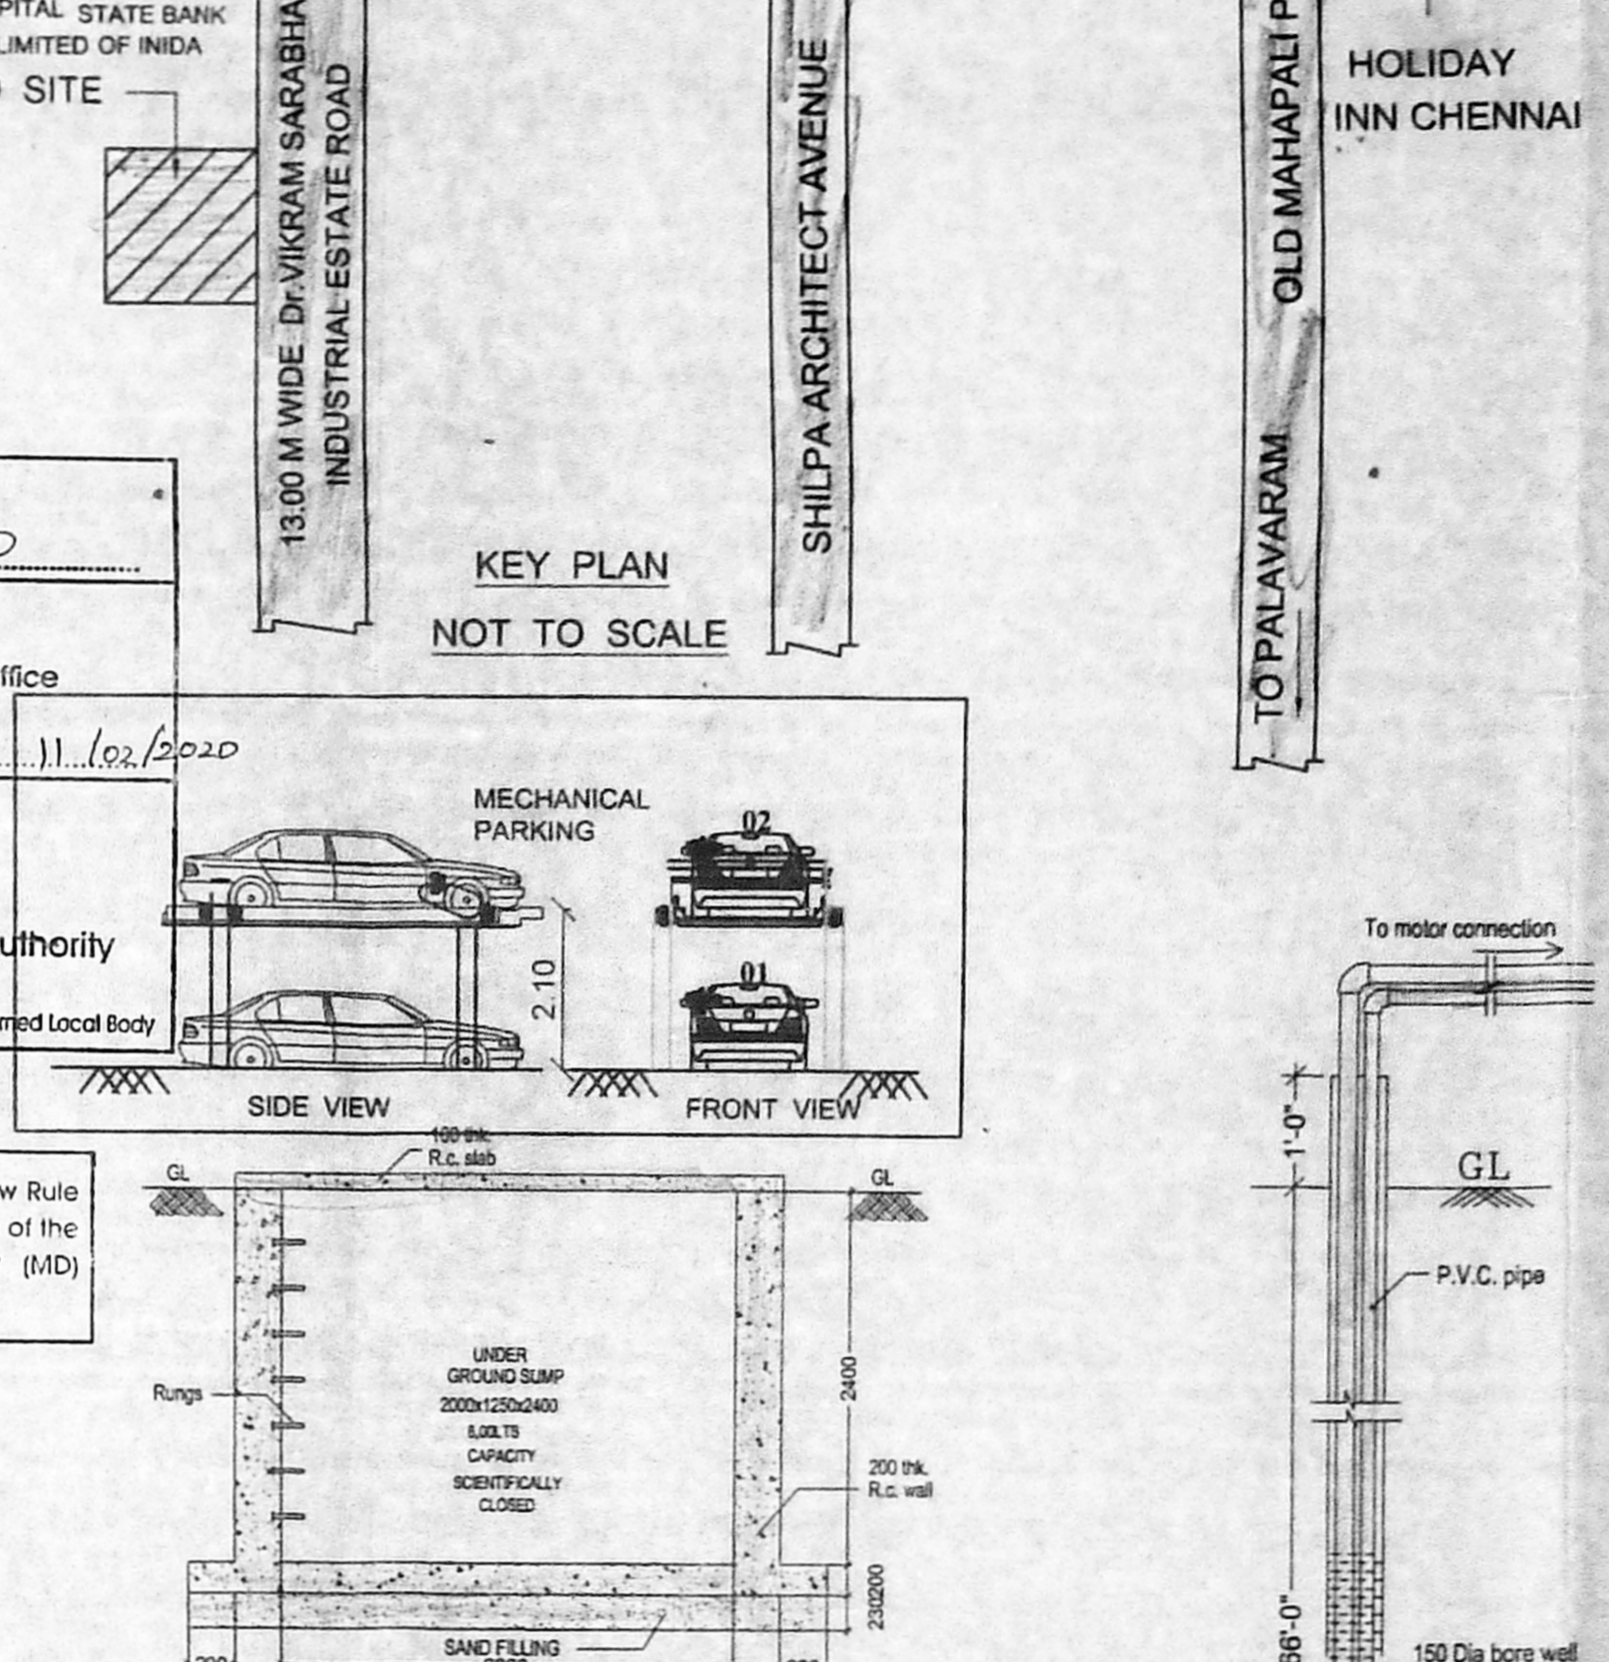 STATE BANK
LIMITED OF INIDA
SITE
13.00 M WIDE Dr.VIKRAM SARABHA
INDUSTRIAL ESTATE ROAD
SHILPA ARCHITECT AVENUE
OLD MAHAPALI P
TO PALAVARAM
HOLIDAY
INN CHENNAI
KEY PLAN
NOT TO SCALE
ffice
11/02/2020
uthority
med Local Body
w Rule
of the
(MD)
MECHANICAL
PARKING
02
01
2.10
SIDE VIEW
FRONT VIEW
100 thk.
R.c. slab
GL
GL
Rungs
UNDER
GROUND SUMP
2000x1250x2400
6,00LTS
CAPACITY
SCIENTIFICALLY
CLOSED
2400
200 thk.
R.c. wall
200
230
SAND FILLING
To motor connection
1'-0"
GL
P.V.C. pipe
66'-0"
150 Dia bore well